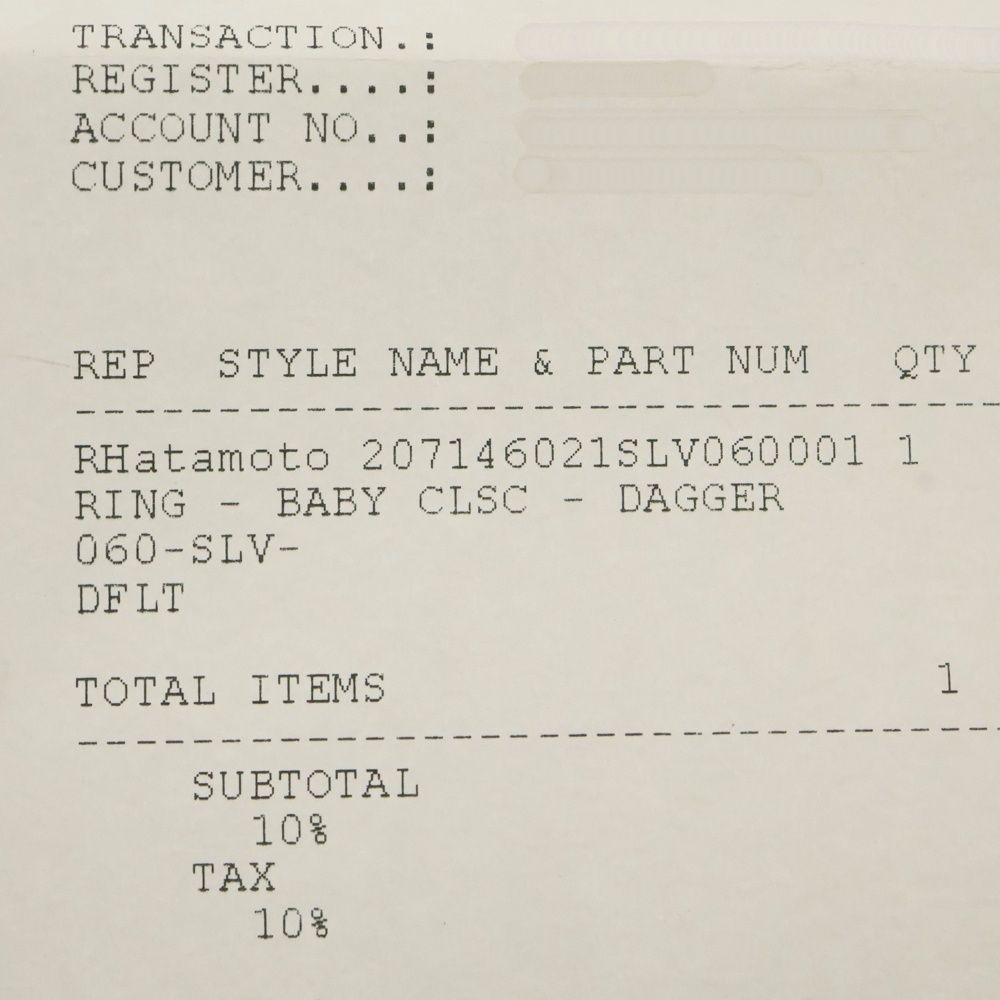 TRANSACTION.:
REGISTER....:
ACCOUNT NO..:
CUSTOMER....:
REP STYLE NAME & PART NUM QTY
--------------------------------
RHatamoto 207146021SLV060001 1
RING - BABY CLSC - DAGGER
060-SLV-
DFLT
TOTAL ITEMS 1
--------------------------------
SUBTOTAL
10%
TAX
10%